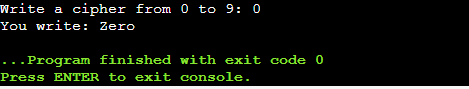 Write a cipher from 0 to 9: 0
You write: Zero
...Program finished with exit code 0
Press ENTER to exit console.